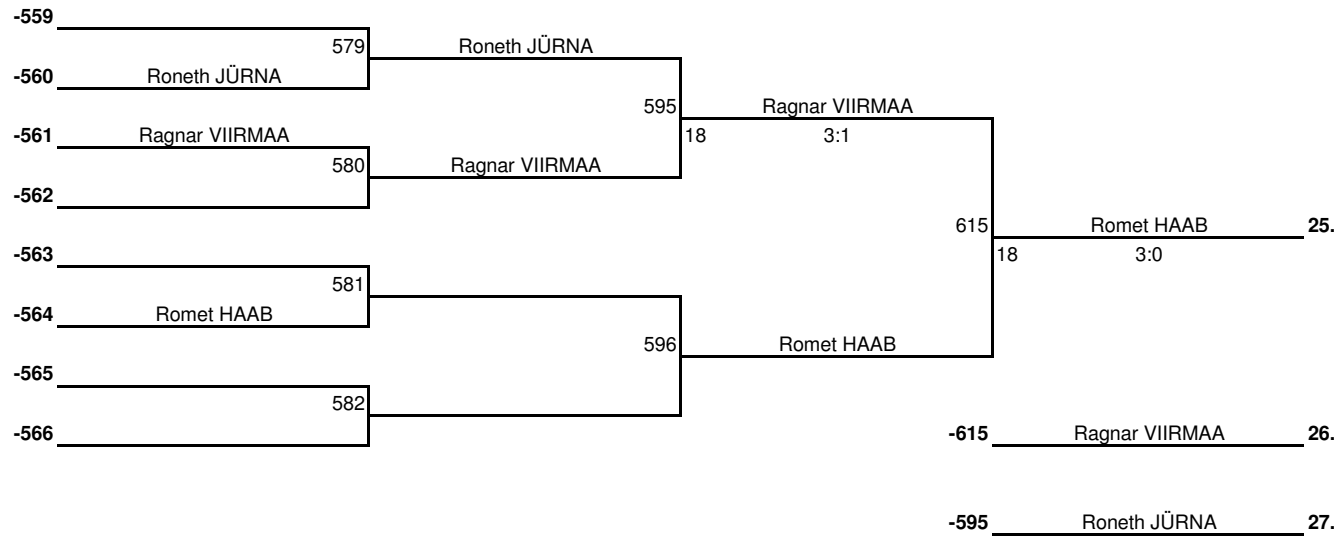 -559
579 Roneth JÜRNA
-560 Roneth JÜRNA
595 Ragnar VIIRMAA
-561 Ragnar VIIRMAA 18 3:1
580 Ragnar VIIRMAA
-562
615 Romet HAAB 25.
-563 18 3:0
581
-564 Romet HAAB
596 Romet HAAB
-565
582
-566 -615 Ragnar VIIRMAA 26.
-595 Roneth JÜRNA 27.